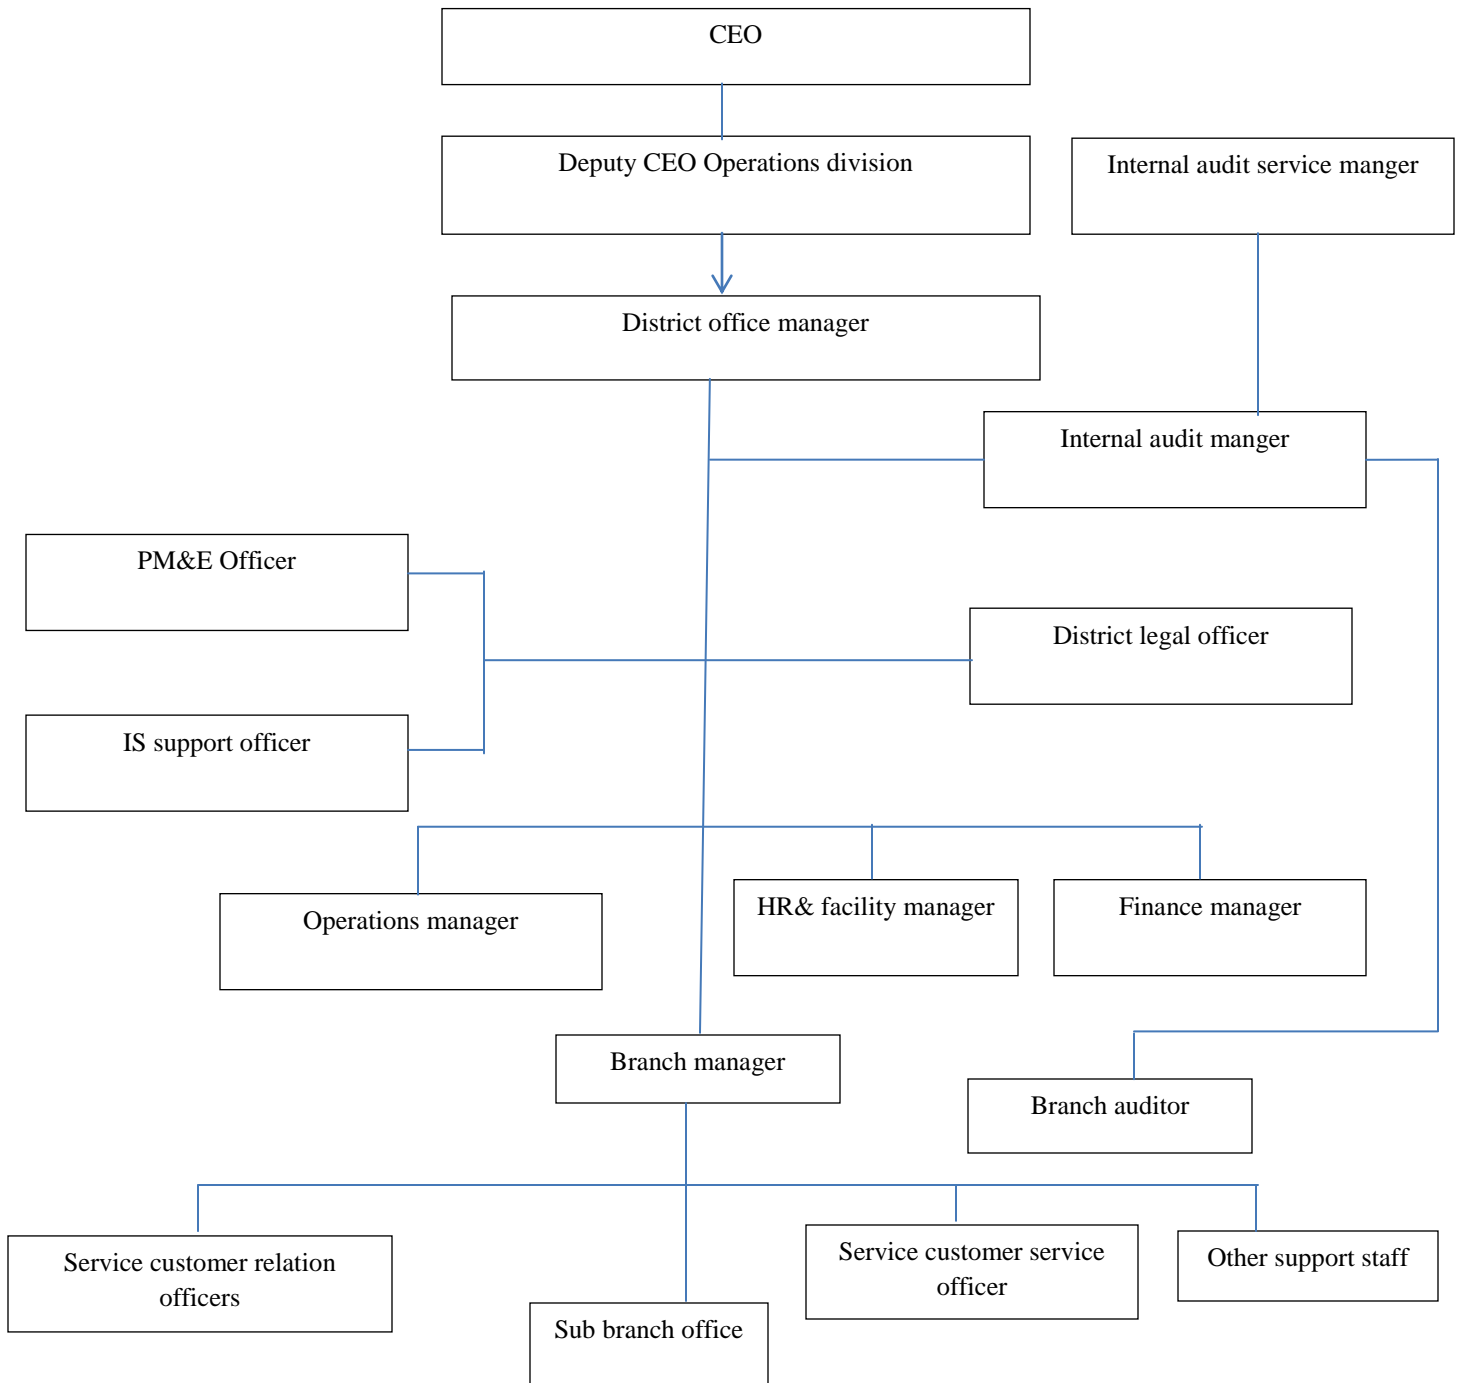 CEO
Deputy CEO Operations division
Internal audit service manger
District office manager
Internal audit manger
PM&E Officer
District legal officer
IS support officer
Operations manager
HR& facility manager
Finance manager
Branch manager
Branch auditor
Service customer relation
officers
Service customer service
officer
Other support staff
Sub branch office